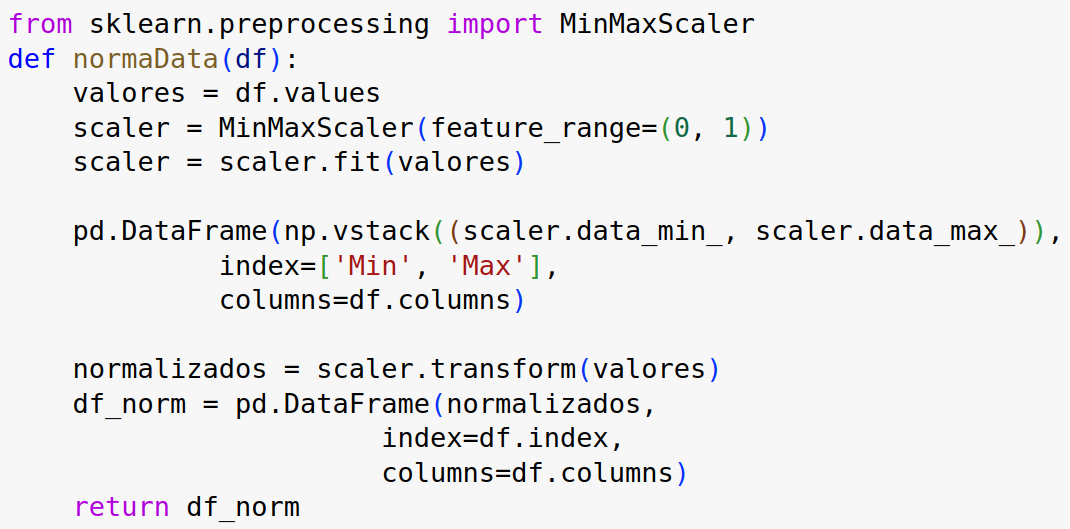 from sklearn.preprocessing import MinMaxScaler
def normaData(df):
    valores = df.values
    scaler = MinMaxScaler(feature_range=(0, 1))
    scaler = scaler.fit(valores)

    pd.DataFrame(np.vstack((scaler.data_min_, scaler.data_max_)),
             index=['Min', 'Max'],
             columns=df.columns)

    normalizados = scaler.transform(valores)
    df_norm = pd.DataFrame(normalizados,
                       index=df.index,
                       columns=df.columns)
    return df_norm